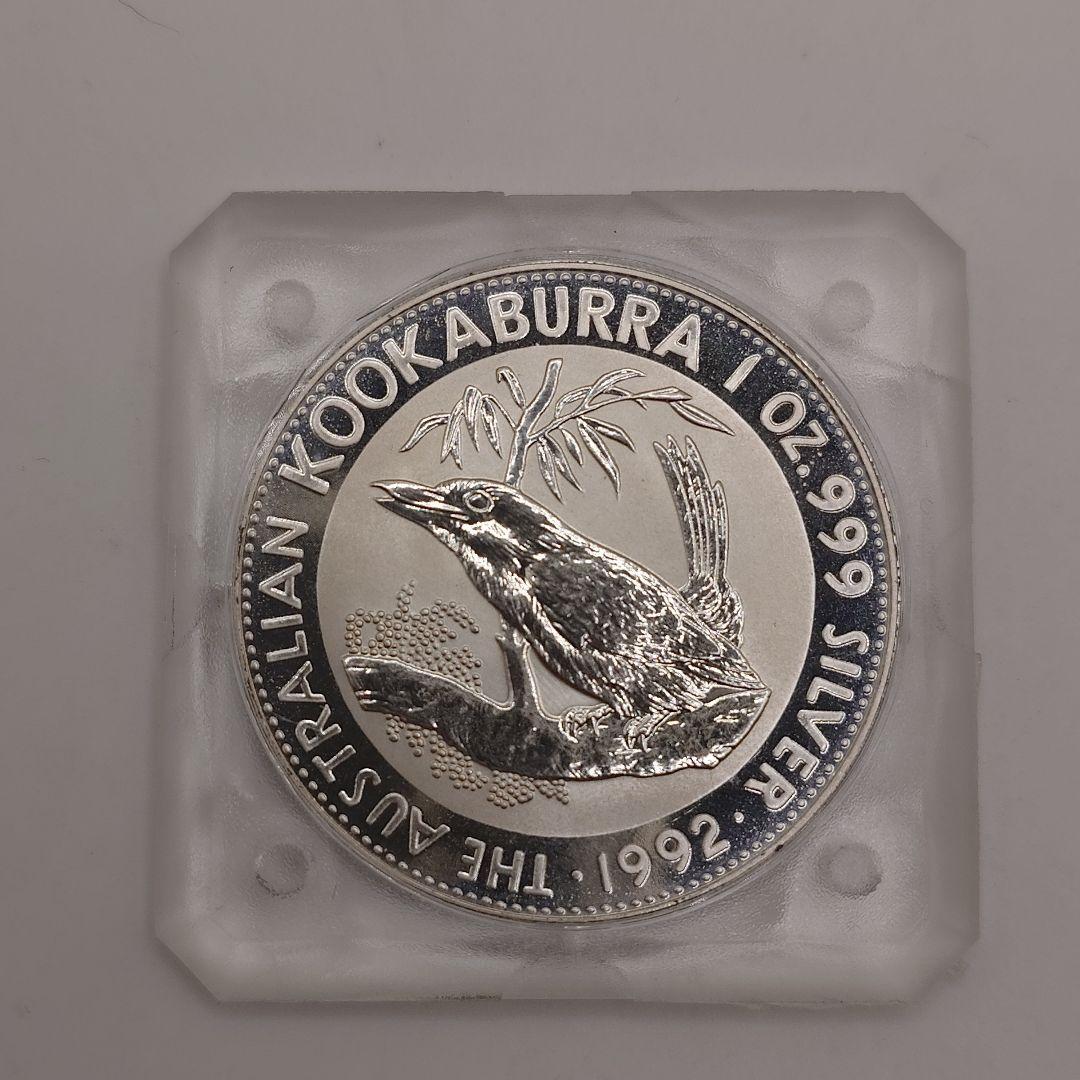 THE AUSTRALIAN KOOKABURRA 1 OZ. 999 SILVER · 1992 ·